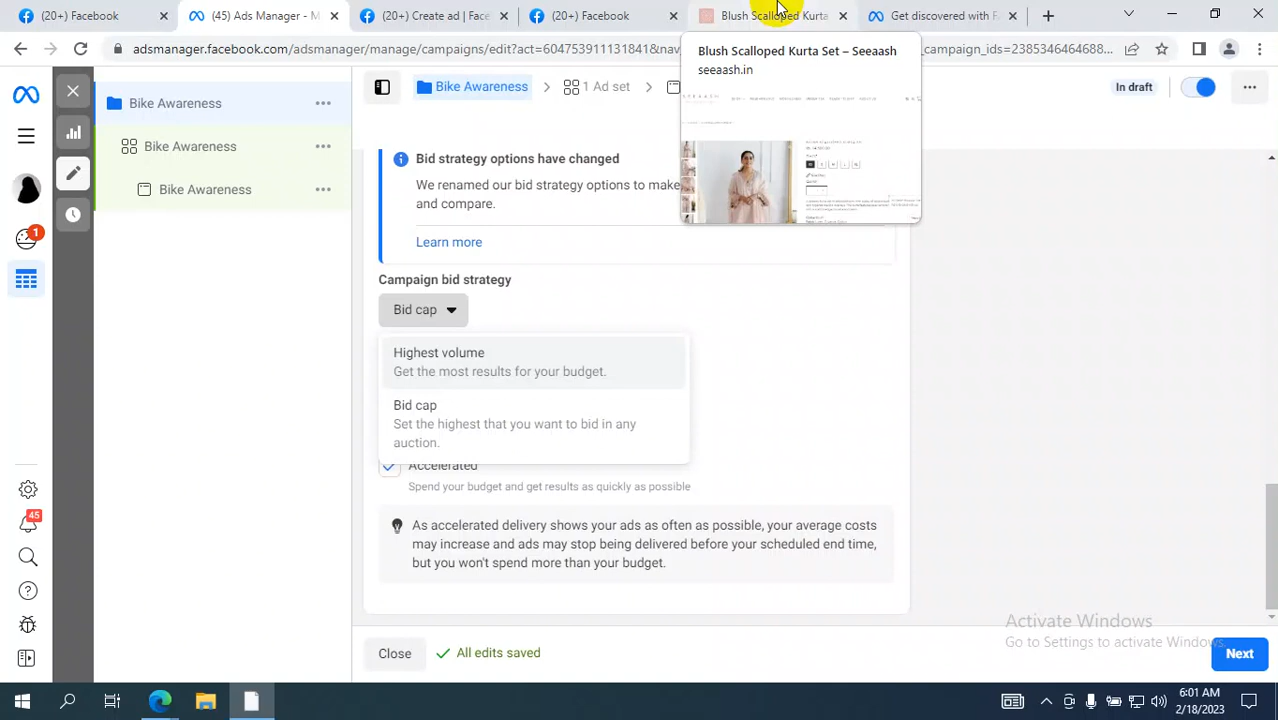 (20+) Facebook
(45) Ads Manager - M
(20+) Create ad | Face
(20+) Facebook
Blush Scalloped Kurta
Get discovered with F
adsmanager.facebook.com/adsmanager/manage/campaigns/edit?act=6047539111318418&nav
_campaign_ids=2385346464688...
Blush Scalloped Kurta Set – Seeaash
seeaash.in
Bike Awareness
Bike Awareness
Bike Awareness
Bike Awareness
1 Ad set
In draft
Bid strategy options have changed
We renamed our bid strategy options to make
and compare.
Learn more
Campaign bid strategy
Bid cap
Highest volume
Get the most results for your budget.
Bid cap
Set the highest that you want to bid in any
auction.
Accelerated
Spend your budget and get results as quickly as possible
As accelerated delivery shows your ads as often as possible, your average costs
may increase and ads may stop being delivered before your scheduled end time,
but you won't spend more than your budget.
1
45
Activate Windows
Go to Settings to activate Windows.
Close
All edits saved
Next
6:01 AM
2/18/2023